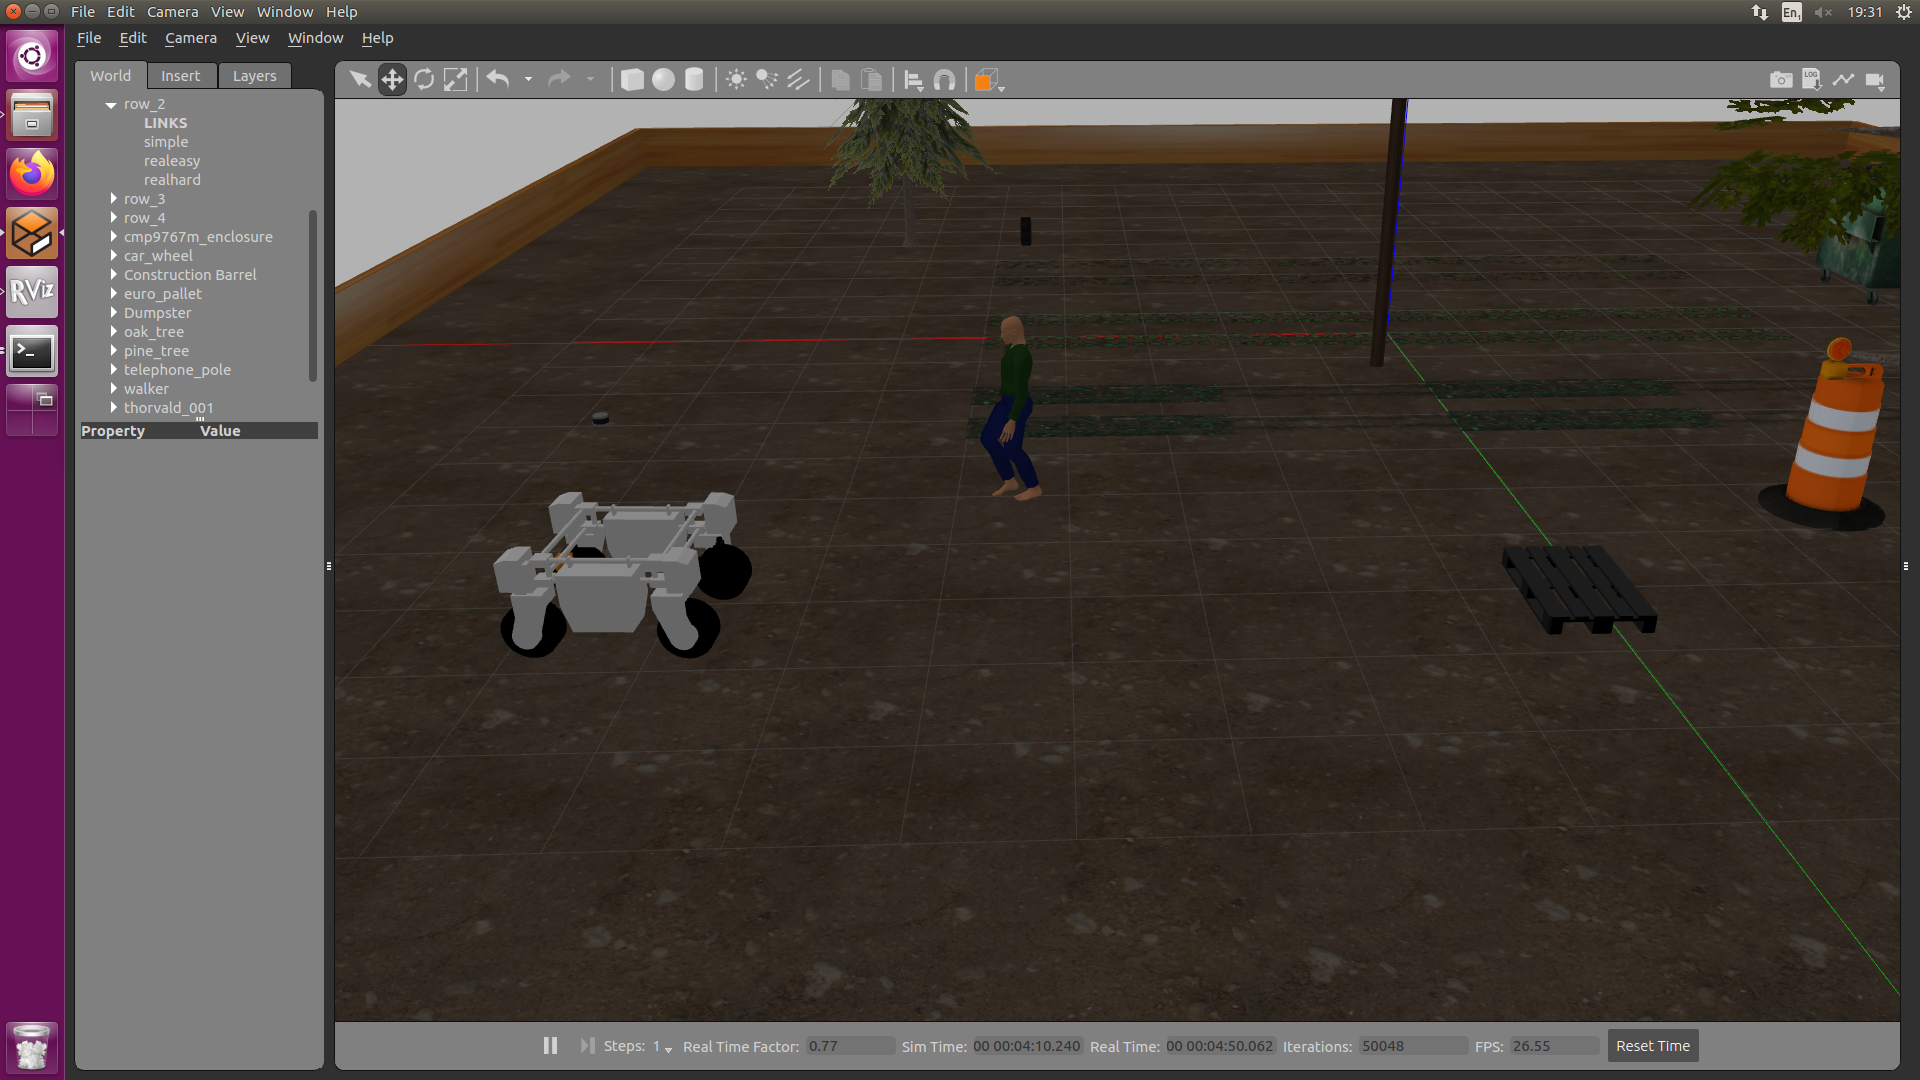 File Edit Camera View Window Help
En1 19:31
File Edit Camera View Window Help
World Insert Layers
LOG
row_2
LINKS
simple
realeasy
realhard
row_3
row_4
cmp9767m_enclosure
car_wheel
Construction Barrel
euro_pallet
Dumpster
oak_tree
pine_tree
telephone_pole
walker
thorvald_001
Property Value
RViz
>_
Steps: 1 Real Time Factor: 0.77 Sim Time: 00 00:04:10.240 Real Time: 00 00:04:50.062 Iterations: 50048 FPS: 26.55 Reset Time